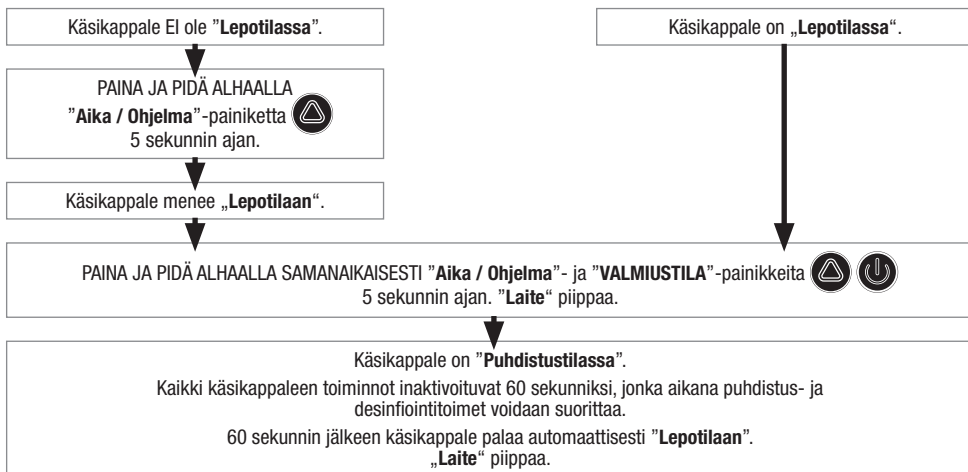 Käsikappale EI ole ”Lepotilassa”.
Käsikappale on „Lepotilassa“.
PAINA JA PIDÄ ALHAALLA
”Aika / Ohjelma”-painiketta
5 sekunnin ajan.
Käsikappale menee „Lepotilaan“.
PAINA JA PIDÄ ALHAALLA SAMANAIKAISESTI ”Aika / Ohjelma”- ja ”VALMIUSTILA”-painikkeita
5 sekunnin ajan. ”Laite“ piippaa.
Käsikappale on ”Puhdistustilassa”.
Kaikki käsikappaleen toiminnot inaktivoituvat 60 sekunniksi, jonka aikana puhdistus- ja
desinfiointitoimet voidaan suorittaa.
60 sekunnin jälkeen käsikappale palaa automaattisesti ”Lepotilaan”.
„Laite“ piippaa.